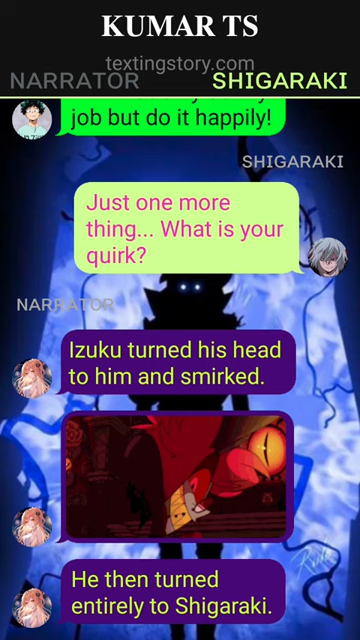 KUMAR TS
textingstory.com
NARRATOR
SHIGARAKI
job but do it happily!
SHIGARAKI
Just one more
thing... What is your
quirk?
NARRATOR
Izuku turned his head
to him and smirked.
He then turned
entirely to Shigaraki.